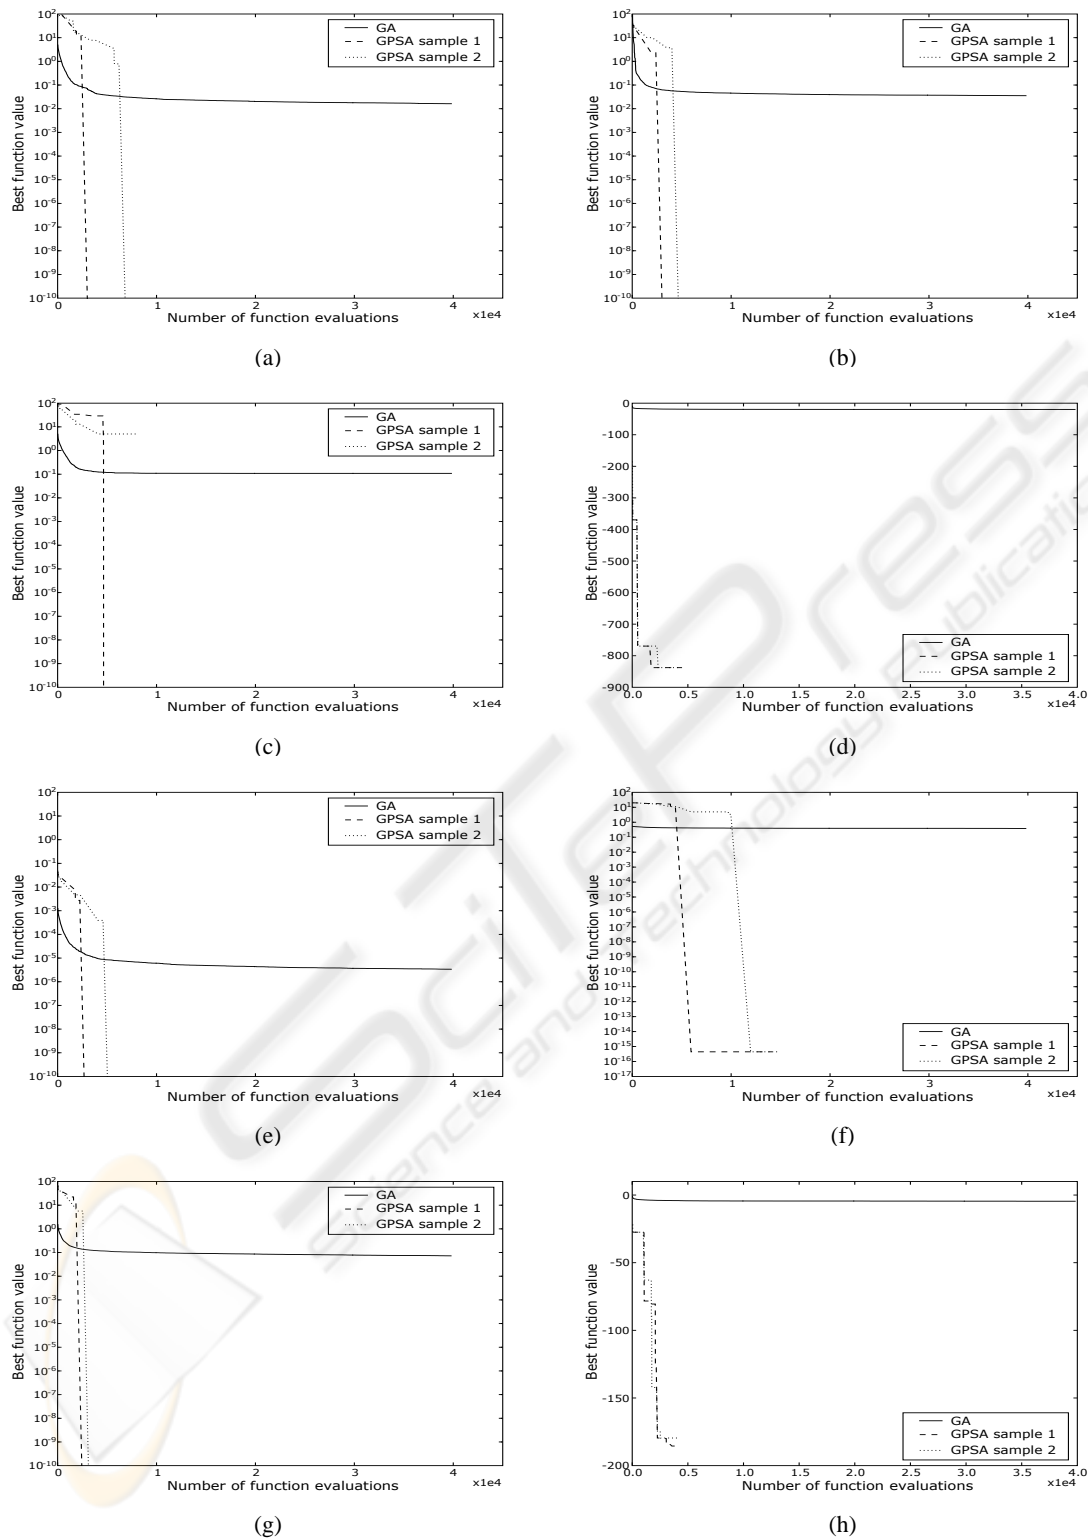 10^2
10^1
10^0
10^-1
10^-2
10^-3
10^-4
10^-5
10^-6
10^-7
10^-8
10^-9
10^-10
Best function value
GA
GPSA sample 1
GPSA sample 2
0 1 2 3 4
Number of function evaluations
x1e4
(a)
10^2
10^1
10^0
10^-1
10^-2
10^-3
10^-4
10^-5
10^-6
10^-7
10^-8
10^-9
10^-10
Best function value
GA
GPSA sample 1
GPSA sample 2
0 1 2 3 4
Number of function evaluations
x1e4
(b)
10^2
10^1
10^0
10^-1
10^-2
10^-3
10^-4
10^-5
10^-6
10^-7
10^-8
10^-9
10^-10
Best function value
GA
GPSA sample 1
GPSA sample 2
0 1 2 3 4
Number of function evaluations
x1e4
(c)
0
-100
-200
-300
-400
-500
-600
-700
-800
-900
Best function value
GA
GPSA sample 1
GPSA sample 2
0.0 0.5 1.0 1.5 2.0 2.5 3.0 3.5 4.0
Number of function evaluations
x1e4
(d)
10^2
10^1
10^0
10^-1
10^-2
10^-3
10^-4
10^-5
10^-6
10^-7
10^-8
10^-9
10^-10
Best function value
GA
GPSA sample 1
GPSA sample 2
0 1 2 3 4
Number of function evaluations
x1e4
(e)
10^2
10^1
10^0
10^-1
10^-2
10^-3
10^-4
10^-5
10^-6
10^-7
10^-8
10^-9
10^-10
10^-11
10^-12
10^-13
10^-14
10^-15
10^-16
10^-17
Best function value
GA
GPSA sample 1
GPSA sample 2
0 1 2 3 4
Number of function evaluations
x1e4
(f)
10^2
10^1
10^0
10^-1
10^-2
10^-3
10^-4
10^-5
10^-6
10^-7
10^-8
10^-9
10^-10
Best function value
GA
GPSA sample 1
GPSA sample 2
0 1 2 3 4
Number of function evaluations
x1e4
(g)
0
-50
-100
-150
-200
Best function value
GA
GPSA sample 1
GPSA sample 2
0.0 0.5 1.0 1.5 2.0 2.5 3.0 3.5 4.0
Number of function evaluations
x1e4
(h)
SciTePress
Science and Technology Publications